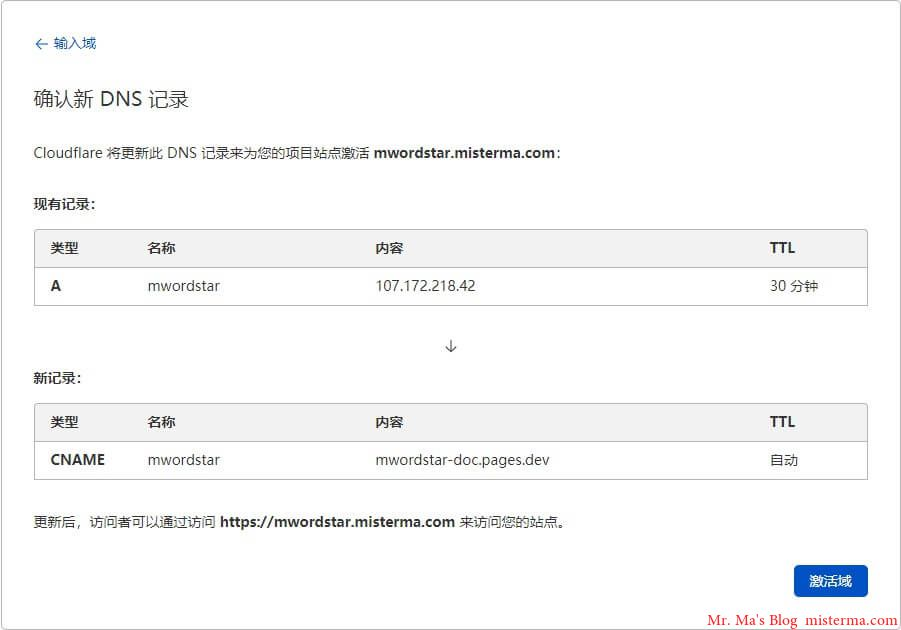 ← 输入域
确认新 DNS 记录
Cloudflare 将更新此 DNS 记录来为您的项目站点激活 mwordstar.misterma.com:
现有记录:
类型 名称 内容 TTL
A mwordstar 107.172.218.42 30 分钟
↓
新记录:
类型 名称 内容 TTL
CNAME mwordstar mwordstar-doc.pages.dev 自动
更新后，访问者可以通过访问 https://mwordstar.misterma.com 来访问您的站点。
激活域
Mr. Ma's Blog misterma.com